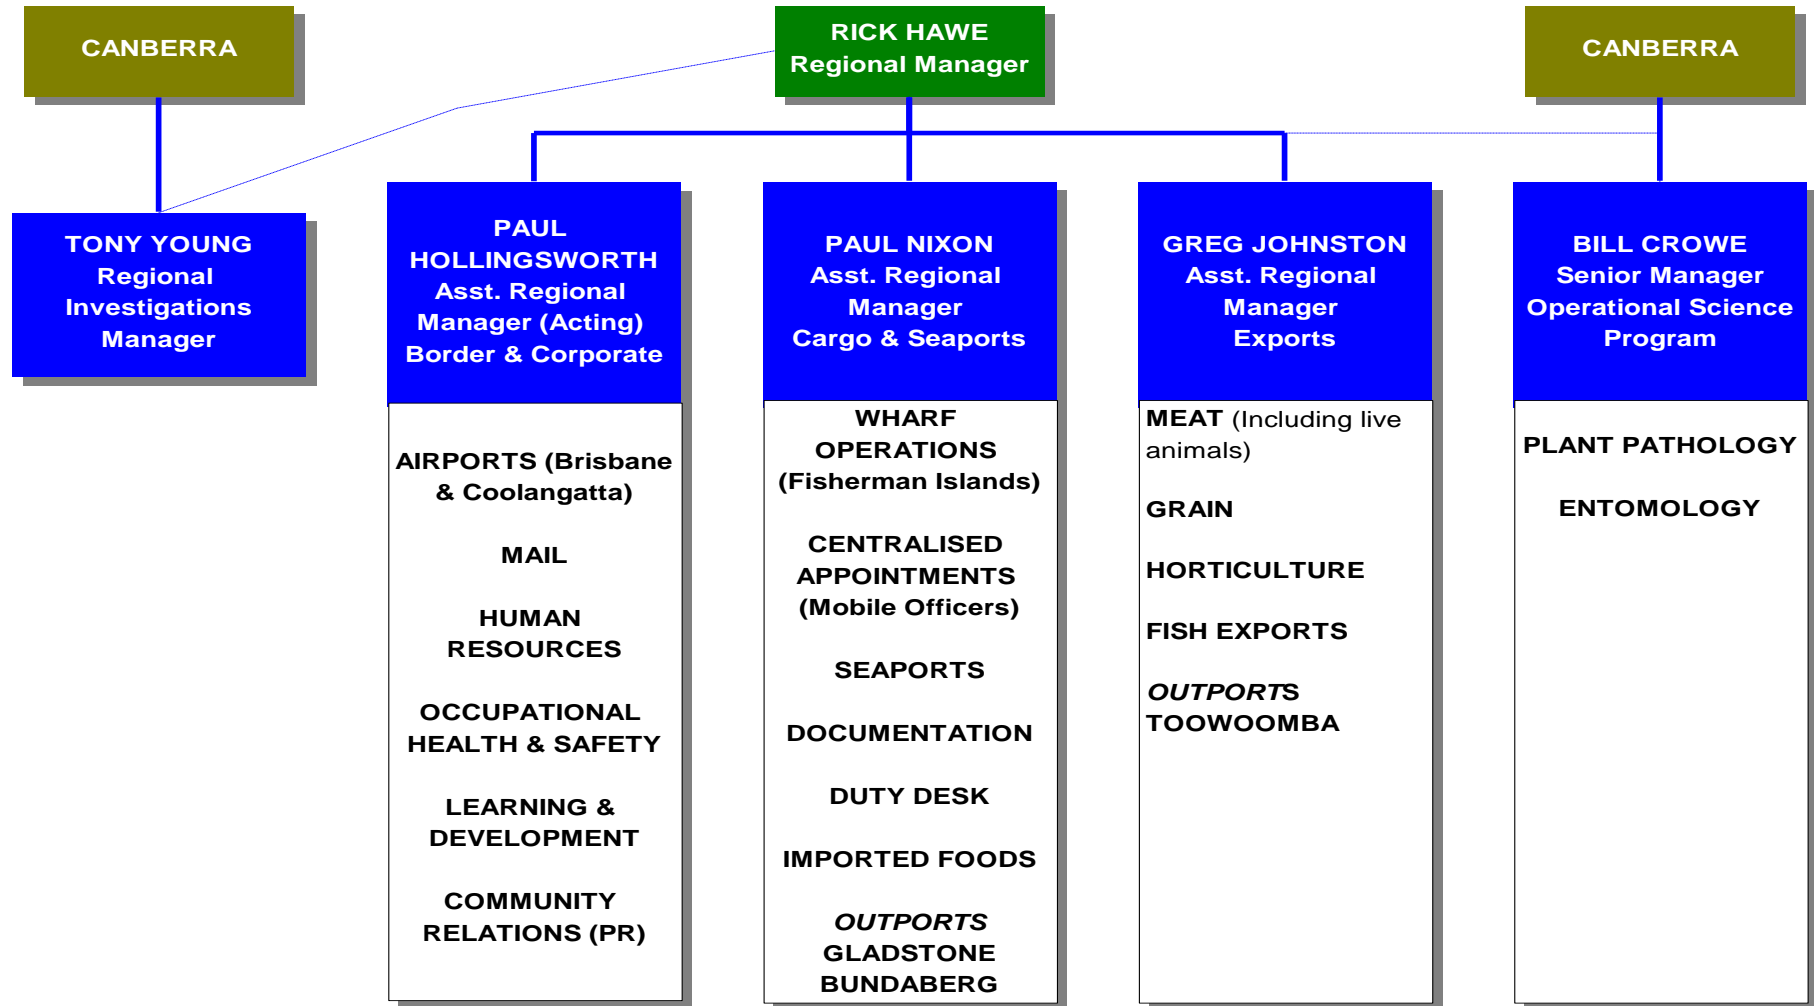 CANBERRA
RICK HAWE
Regional Manager
CANBERRA
TONY YOUNG
Regional
Investigations
Manager
PAUL
HOLLINGSWORTH
Asst. Regional
Manager (Acting)
Border & Corporate
AIRPORTS (Brisbane
& Coolangatta)
MAIL
HUMAN
RESOURCES
OCCUPATIONAL
HEALTH & SAFETY
LEARNING &
DEVELOPMENT
COMMUNITY
RELATIONS (PR)
PAUL NIXON
Asst. Regional
Manager
Cargo & Seaports
WHARF
OPERATIONS
(Fisherman Islands)
CENTRALISED
APPOINTMENTS
(Mobile Officers)
SEAPORTS
DOCUMENTATION
DUTY DESK
IMPORTED FOODS
OUTPORTS
GLADSTONE
BUNDABERG
GREG JOHNSTON
Asst. Regional
Manager
Exports
MEAT (Including live
animals)
GRAIN
HORTICULTURE
FISH EXPORTS
OUTPORTS
TOOWOOMBA
BILL CROWE
Senior Manager
Operational Science
Program
PLANT PATHOLOGY
ENTOMOLOGY